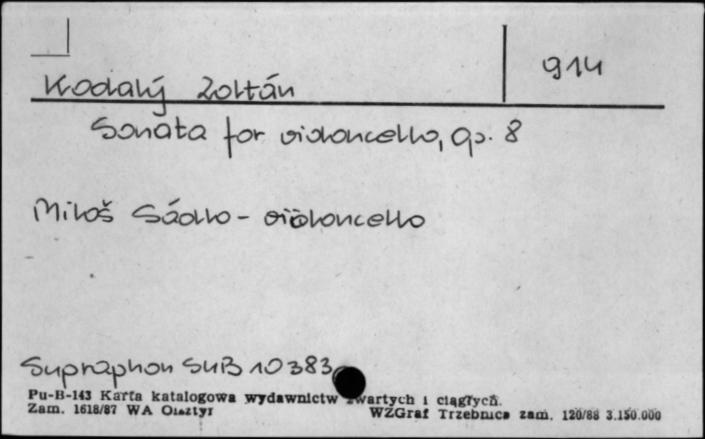 914
Kodály Zoltán
Sonata for violoncello, op. 8
Miloš Sádlo - violoncello
Supraphon SUB 10383
Pu-B-143 Karta katalogowa wydawnictw zwartych i ciągłych.
Zam. 1618/87 WA Olsztyn WZGraf Trzebnica zam. 120/88 3.150.000